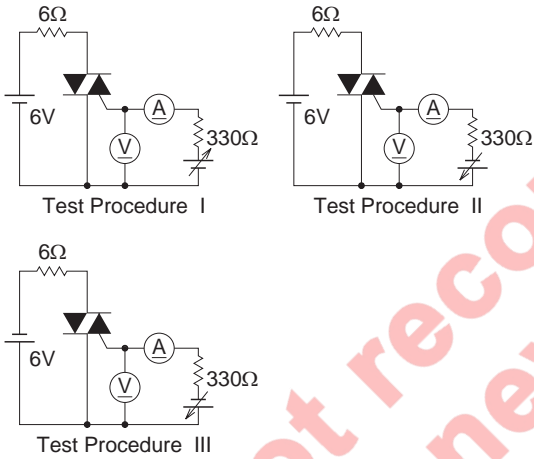 6Ω
6V
A
V
330Ω
Test Procedure I
6Ω
6V
A
V
330Ω
Test Procedure II
6Ω
6V
A
V
330Ω
Test Procedure III